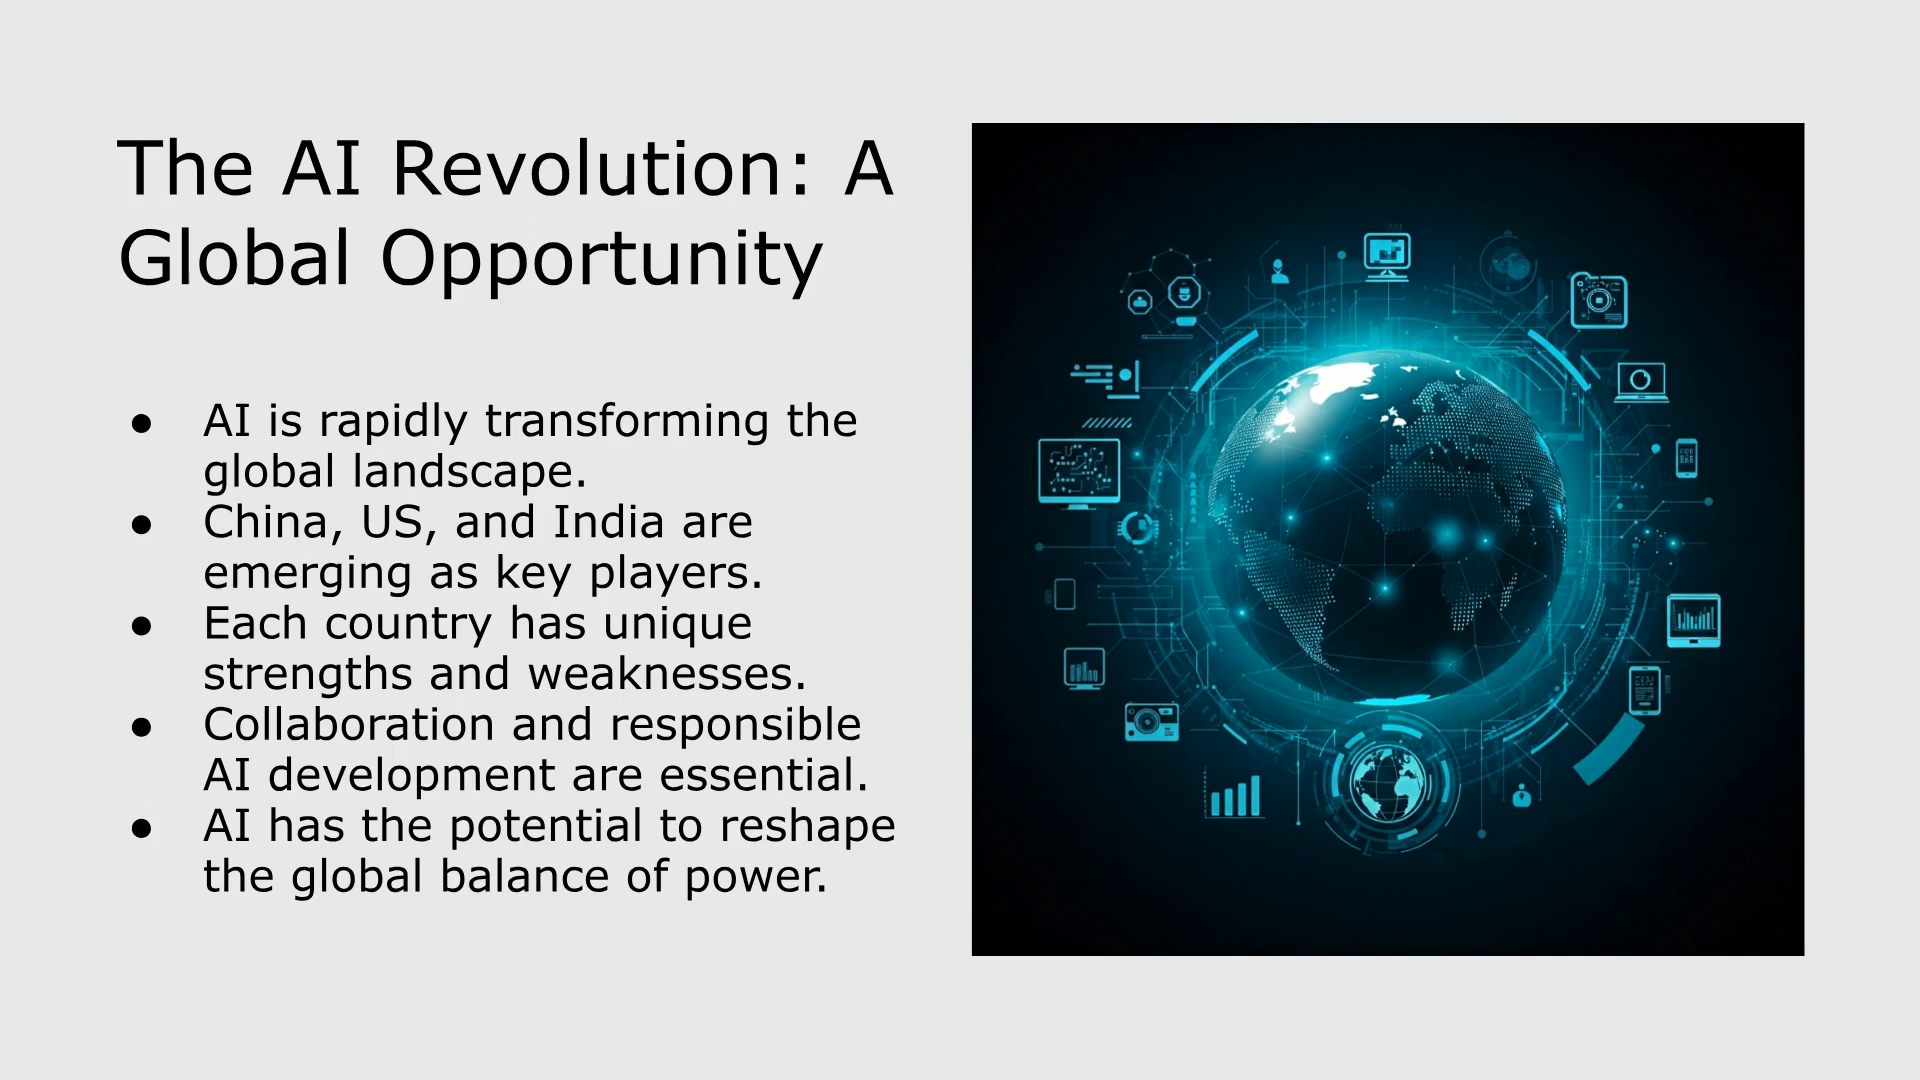 The AI Revolution: A
Global Opportunity
● AI is rapidly transforming the
global landscape.
● China, US, and India are
emerging as key players.
● Each country has unique
strengths and weaknesses.
● Collaboration and responsible
AI development are essential.
● AI has the potential to reshape
the global balance of power.